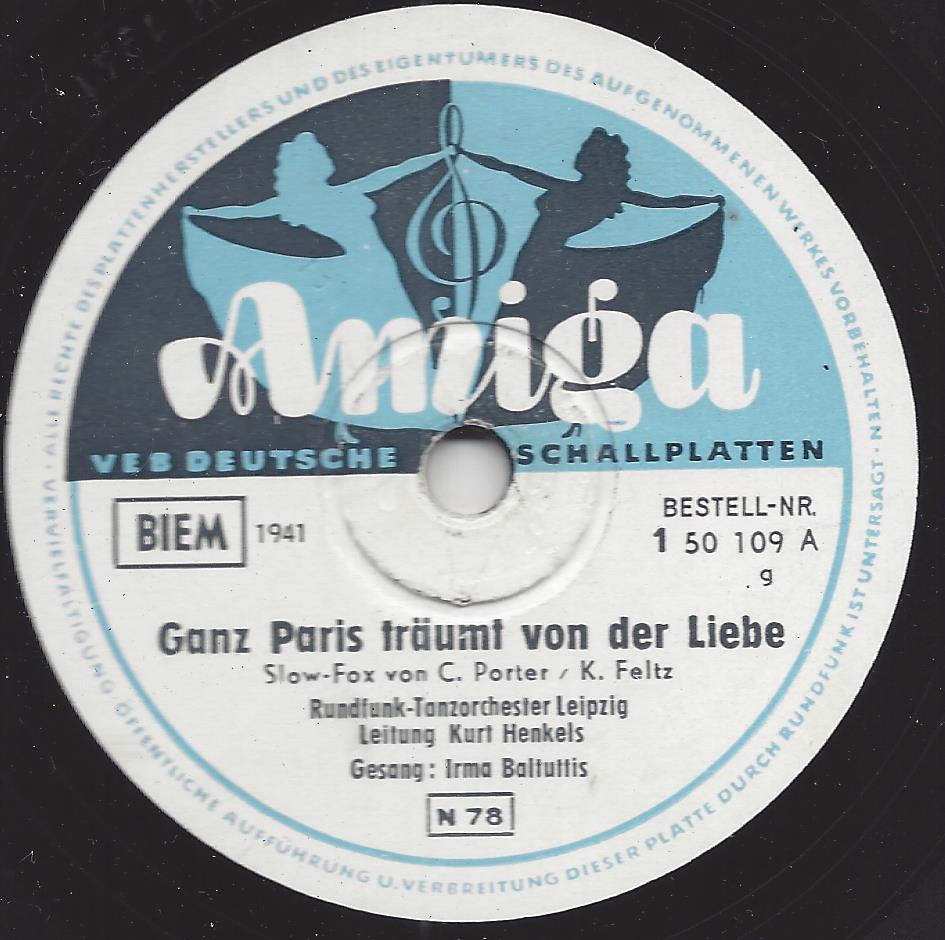 ALLE RECHTE DES PLATTENHERSTELLERS UND DES EIGENTUMERS DES AUFGENOMMENEN WERKES VORBEHALTEN·
VERVIELFÄLTIGUNG·ÖFFENTLICHE AUFFÜHRUNG U.VERBREITUNG DIESER PLATTE DURCH RUNDFUNK IST UNTERSAGT·
Amiga
VEB DEUTSCHE SCHALLPLATTEN
BIEM 1941
BESTELL-NR.
1 50 109 A
g
Ganz Paris träumt von der Liebe
Slow-Fox von C. Porter / K. Feltz
Rundfunk-Tanzorchester Leipzig
Leitung Kurt Henkels
Gesang: Irma Baltuttis
N 78